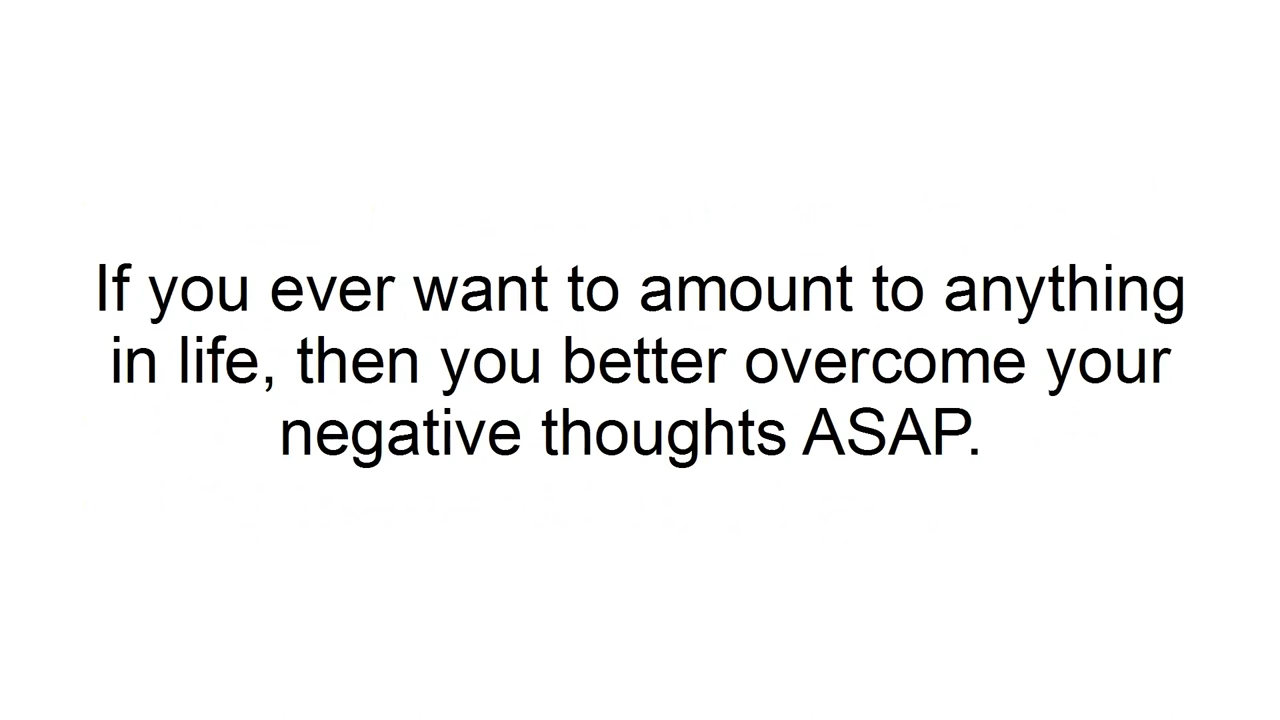 If you ever want to amount to anything
in life, then you better overcome your
negative thoughts ASAP.